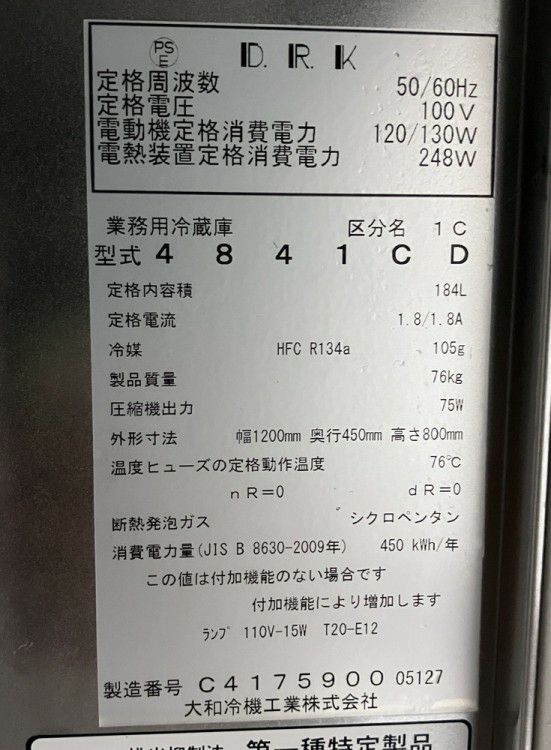 PS E D.R.K
定格周波数 50/60Hz
定格電圧 100V
電動機定格消費電力 120/130W
電熱装置定格消費電力 248W
業務用冷蔵庫 区分名 1C
型式 4841CD
定格内容積 184L
定格電流 1.8/1.8A
冷媒 HFC R134a 105g
製品質量 76kg
圧縮機出力 75W
外形寸法 幅1200mm 奥行450mm 高さ800mm
温度ヒューズの定格動作温度 76℃
nR=0 dR=0
断熱発泡ガス シクロペンタン
消費電力量(JIS B 8630-2009年) 450 kWh/年
この値は付加機能のない場合です
付加機能により増加します
ﾗﾝﾌﾟ 110V-15W T20-E12
製造番号 C4175900 05127
大和冷機工業株式会社
第一種特定製品